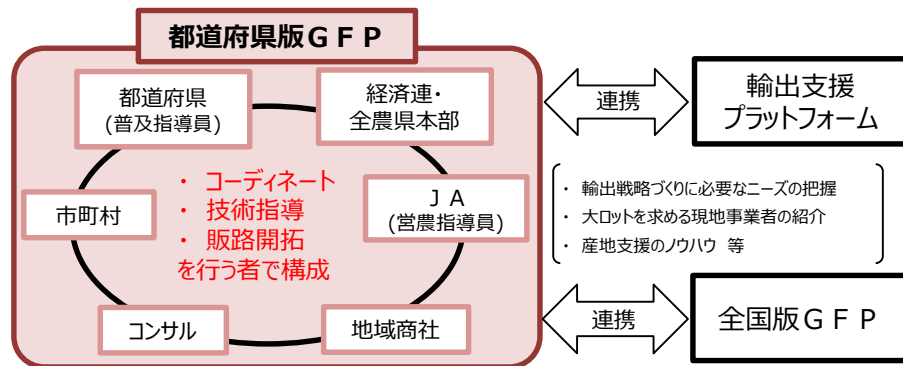 都道府県版ＧＦＰ
都道府県
(普及指導員)
経済連・
全農県本部
市町村
・ コーディネート
・ 技術指導
・ 販路開拓
を行う者で構成
ＪＡ
(営農指導員)
コンサル
地域商社
連携
輸出支援
プラットフォーム
・ 輸出戦略づくりに必要なニーズの把握
・ 大ロットを求める現地事業者の紹介
・ 産地支援のノウハウ 等
連携
全国版ＧＦＰ